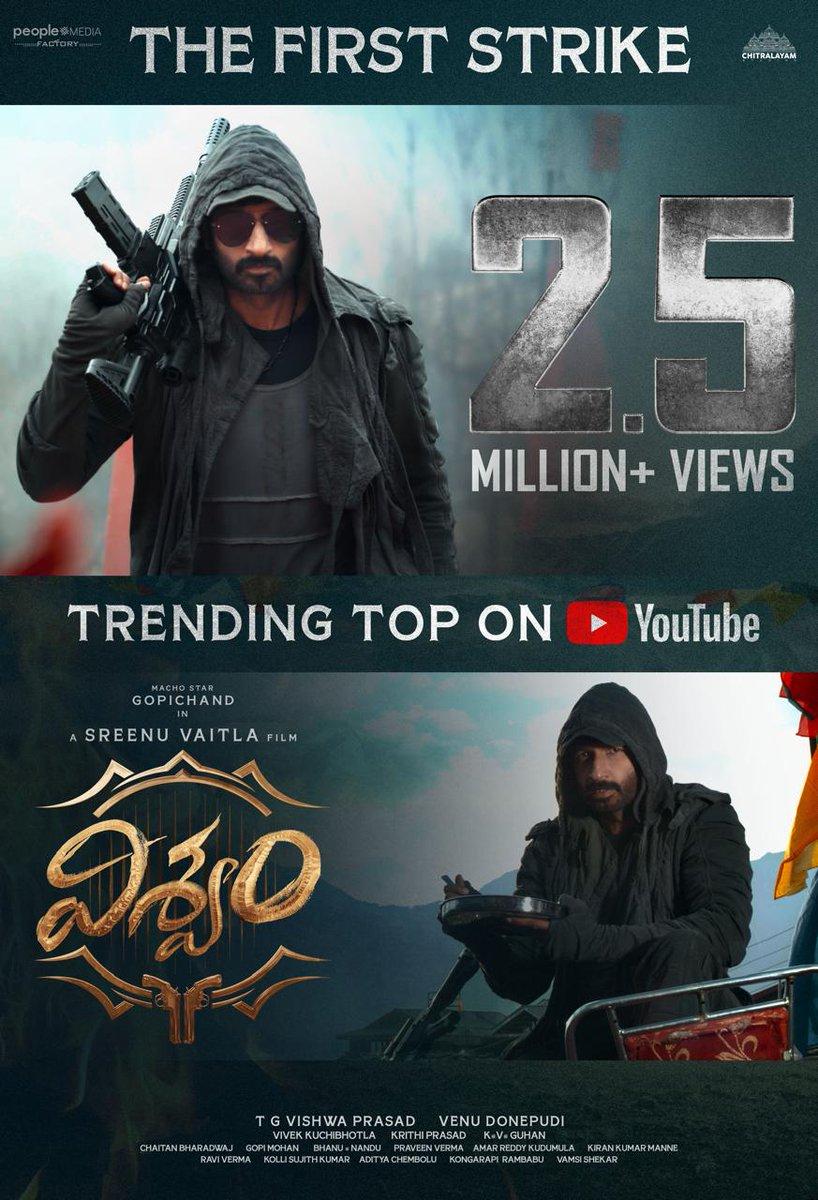 people MEDIA
FACTORY
THE FIRST STRIKE
CHITRALAYAM
2.5
MILLION+ VIEWS
TRENDING TOP ON YouTube
MACHO STAR
GOPICHAND
IN
A SREENU VAITLA FILM
విశ్వం
T G VISHWA PRASAD VENU DONEPUDI
VIVEK KUCHIBHOTLA KRITHI PRASAD K.V. GUHAN
CHAITAN BHARADWAJ GOPI MOHAN BHANU - NANDU PRAVEEN VERMA AMAR REDDY KUDUMULA KIRAN KUMAR MANNE
RAVI VERMA KOLLI SUJITH KUMAR ADITYA CHEMBOLU KONGARAPI RAMBABU VAMSI SHEKAR